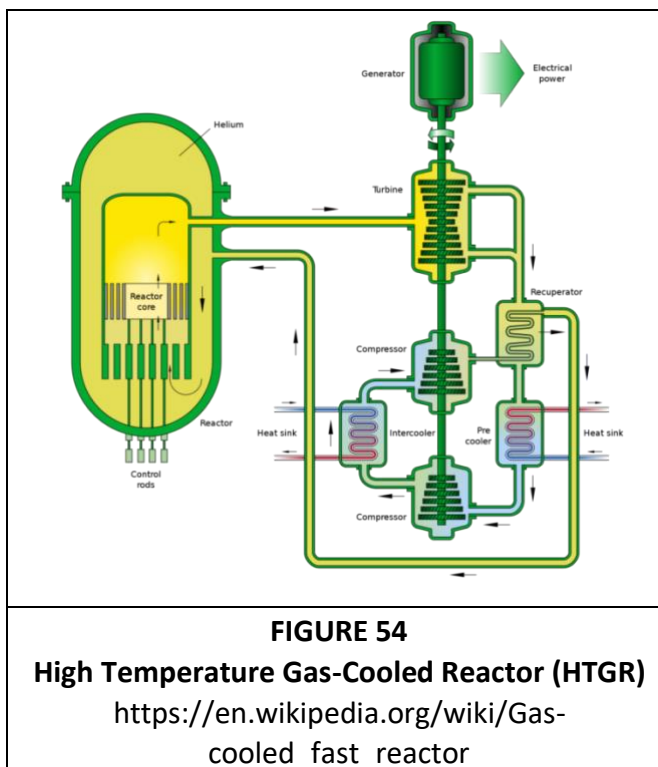 Generator
Electrical
power
Helium
Turbine
Reactor
core
Recuperator
Compressor
Reactor
Heat sink
Intercooler
Pre
cooler
Heat sink
Control
rods
Compressor
FIGURE 54
High Temperature Gas-Cooled Reactor (HTGR)
https://en.wikipedia.org/wiki/Gas-
cooled_fast_reactor